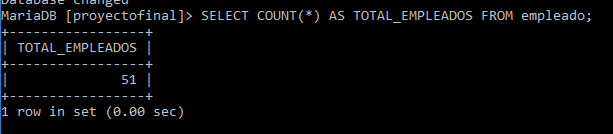 Database changed
MariaDB [proyectofinal]> SELECT COUNT(*) AS TOTAL_EMPLEADOS FROM empleado;
+-----------------+
| TOTAL_EMPLEADOS |
+-----------------+
|              51 |
+-----------------+
1 row in set (0.00 sec)